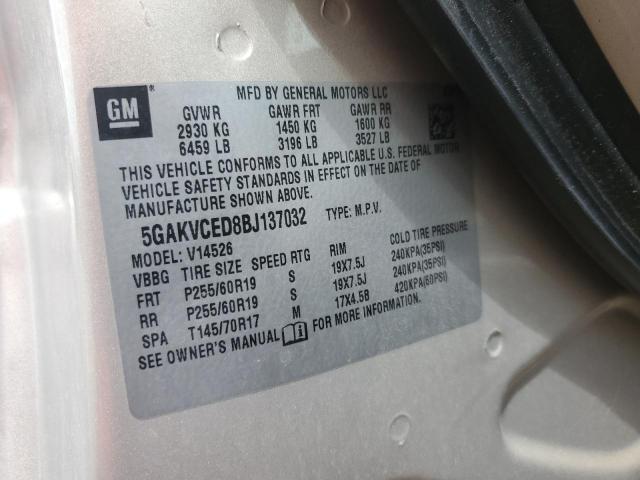 GM
MFD BY GENERAL MOTORS LLC
GVWR GAWR FRT GAWR RR
2930 KG 1450 KG 1600 KG
6459 LB 3196 LB 3527 LB
THIS VEHICLE CONFORMS TO ALL APPLICABLE U.S. FEDERAL MOTOR
VEHICLE SAFETY STANDARDS IN EFFECT ON THE DATE OF
MANUFACTURE SHOWN ABOVE.
5GAKVCED8BJ137032 TYPE: M.P.V.
MODEL: V14526
VBBG TIRE SIZE SPEED RTG RIM COLD TIRE PRESSURE
FRT P255/60R19 S 19X7.5J 240KPA(35PSI)
RR P255/60R19 S 19X7.5J 240KPA(35PSI)
SPA T145/70R17 M 17X4.5B 420KPA(60PSI)
SEE OWNER'S MANUAL FOR MORE INFORMATION.